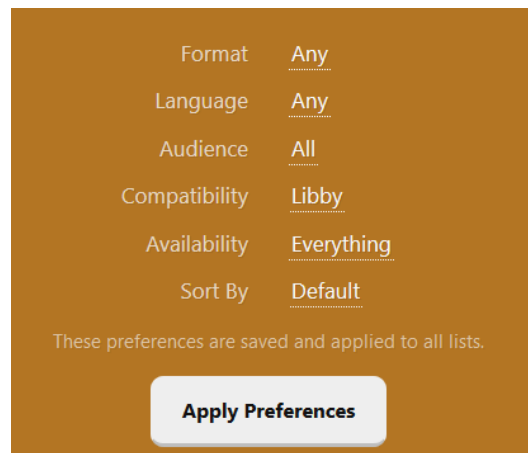 Format Any
Language Any
Audience All
Compatibility Libby
Availability Everything
Sort By Default
These preferences are saved and applied to all lists.
Apply Preferences